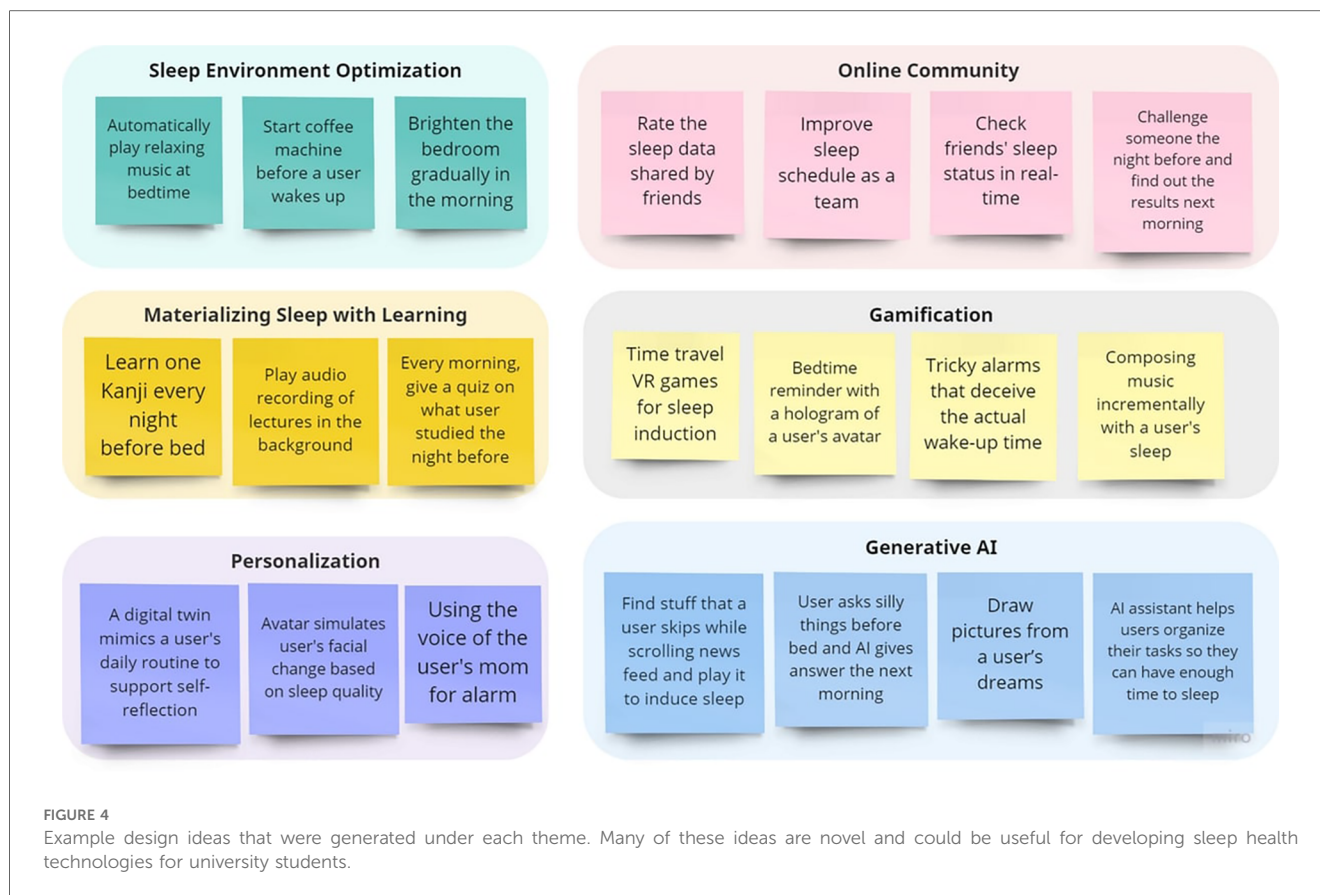 Sleep Environment Optimization
Automatically
play relaxing
music at
bedtime
Start coffee
machine
before a user
wakes up
Brighten the
bedroom
gradually in
the morning
Online Community
Rate the
sleep data
shared by
friends
Improve
sleep
schedule as a
team
Check
friends' sleep
status in real-
time
Challenge
someone the
night before and
find out the
results next
morning
Materializing Sleep with Learning
Learn one
Kanji every
night
before bed
Play audio
recording of
lectures in the
background
Every morning,
give a quiz on
what user
studied the
night before
Gamification
Time travel
VR games
for sleep
induction
Bedtime
reminder with
a hologram of
a user's avatar
Tricky alarms
that deceive
the actual
wake-up time
Composing
music
incrementally
with a user's
sleep
Personalization
A digital twin
mimics a user's
daily routine to
support self-
reflection
Avatar simulates
user's facial
change based
on sleep quality
Using the
voice of the
user's mom
for alarm
Generative AI
Find stuff that a
user skips while
scrolling news
feed and play it
to induce sleep
User asks silly
things before
bed and AI gives
answer the next
morning
Draw
pictures from
a user’s
dreams
AI assistant helps
users organize
their tasks so they
can have enough
time to sleep
miro
FIGURE 4
Example design ideas that were generated under each theme. Many of these ideas are novel and could be useful for developing sleep health
technologies for university students.